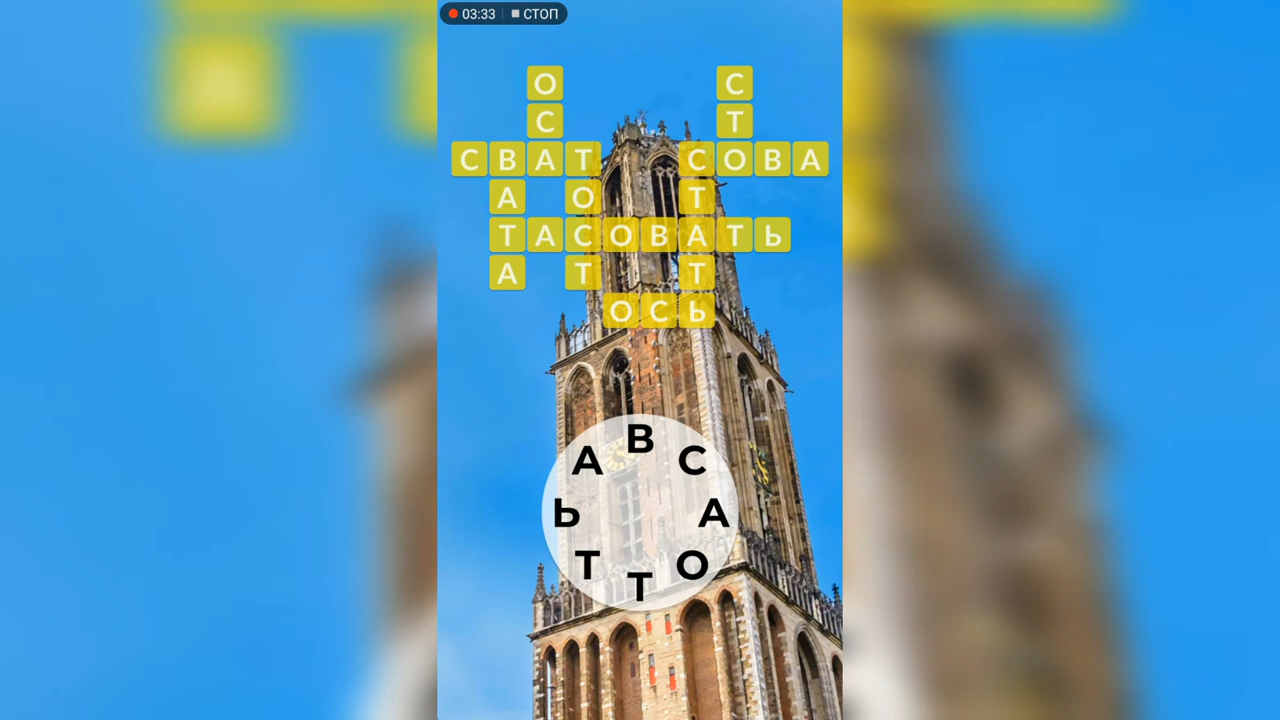 03:33 СТОП
О С
С Т
СВАТ СОВА
А О Т
ТАСОВАТЬ
А Т Т
ОСЬ
В
А С
Ь А
Т О
Т